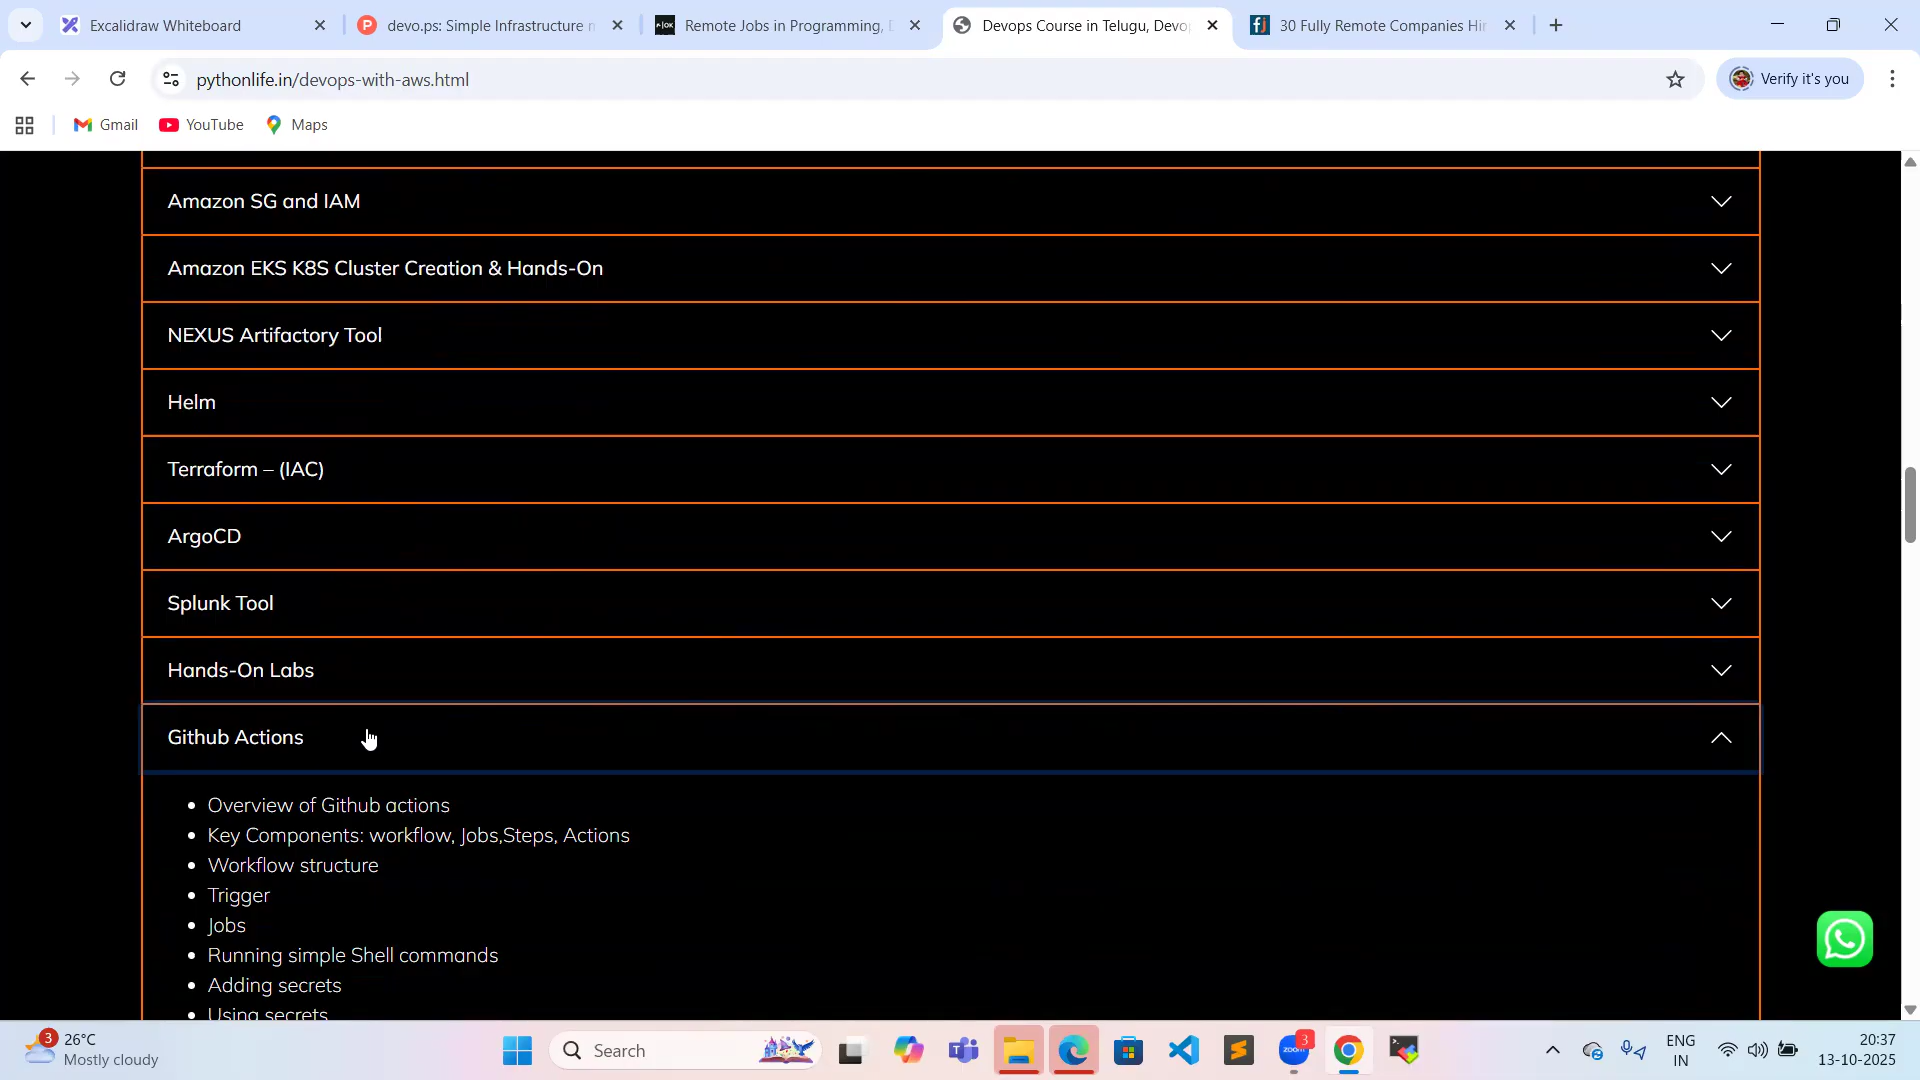 Excalidraw Whiteboard
devo.ps: Simple Infrastructure m
Remote Jobs in Programming, D
Devops Course in Telugu, Devop
30 Fully Remote Companies Hir
pythonlife.in/devops-with-aws.html
Verify it's you
Gmail
YouTube
Maps
Amazon SG and IAM
Amazon EKS K8S Cluster Creation & Hands-On
NEXUS Artifactory Tool
Helm
Terraform – (IAC)
ArgoCD
Splunk Tool
Hands-On Labs
Github Actions
Overview of Github actions
Key Components: workflow, Jobs,Steps, Actions
Workflow structure
Trigger
Jobs
Running simple Shell commands
Adding secrets
Using secrets
3
26°C
Mostly cloudy
Search
zoom
3
ENG
IN
20:37
13-10-2025